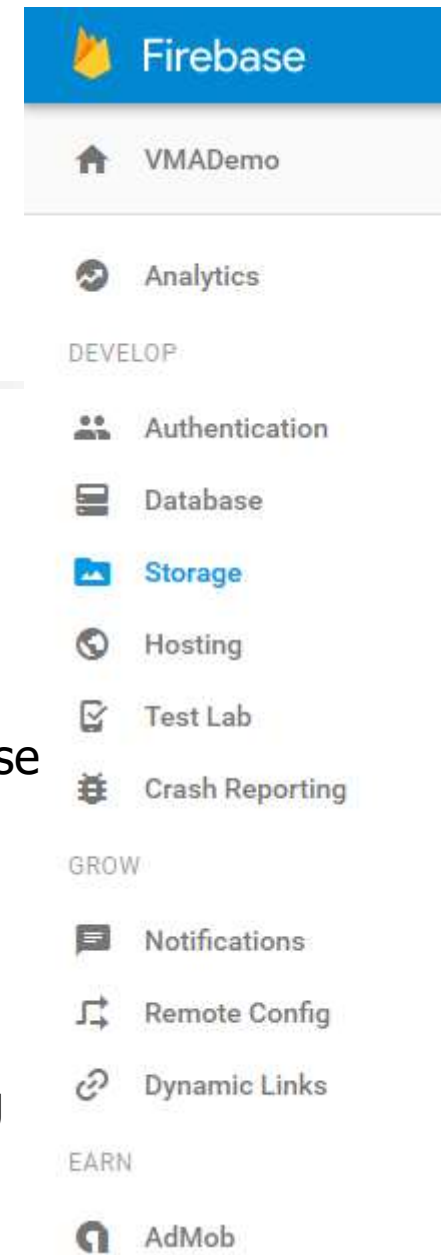 Firebase
VMADemo
Analytics
DEVELOP
Authentication
Database
Storage
Hosting
Test Lab
se
Crash Reporting
GROW
Notifications
Remote Config
Dynamic Links
EARN
AdMob